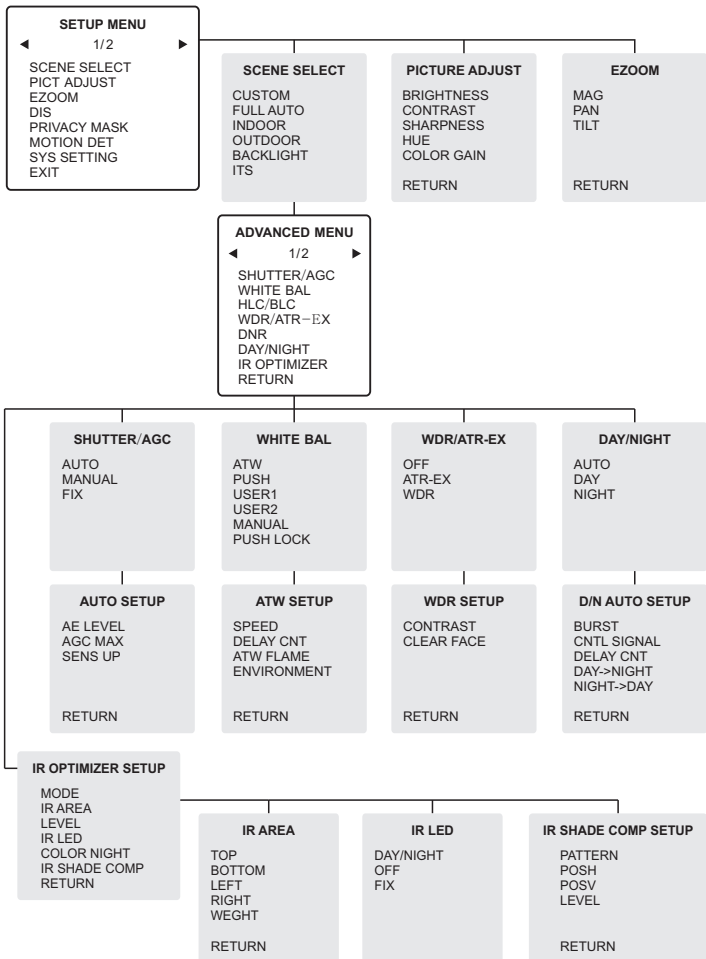 SETUP MENU
◀ 1/2 ▶
SCENE SELECT
PICT ADJUST
EZOOM
DIS
PRIVACY MASK
MOTION DET
SYS SETTING
EXIT
SCENE SELECT
CUSTOM
FULL AUTO
INDOOR
OUTDOOR
BACKLIGHT
ITS
PICTURE ADJUST
BRIGHTNESS
CONTRAST
SHARPNESS
HUE
COLOR GAIN
RETURN
EZOOM
MAG
PAN
TILT
RETURN
ADVANCED MENU
◀ 1/2 ▶
SHUTTER/AGC
WHITE BAL
HLC/BLC
WDR/ATR-EX
DNR
DAY/NIGHT
IR OPTIMIZER
RETURN
SHUTTER/AGC
AUTO
MANUAL
FIX
WHITE BAL
ATW
PUSH
USER1
USER2
MANUAL
PUSH LOCK
WDR/ATR-EX
OFF
ATR-EX
WDR
DAY/NIGHT
AUTO
DAY
NIGHT
AUTO SETUP
AE LEVEL
AGC MAX
SENS UP
RETURN
ATW SETUP
SPEED
DELAY CNT
ATW FLAME
ENVIRONMENT
RETURN
WDR SETUP
CONTRAST
CLEAR FACE
RETURN
D/N AUTO SETUP
BURST
CNTL SIGNAL
DELAY CNT
DAY->NIGHT
NIGHT->DAY
RETURN
IR OPTIMIZER SETUP
MODE
IR AREA
LEVEL
IR LED
COLOR NIGHT
IR SHADE COMP
RETURN
IR AREA
TOP
BOTTOM
LEFT
RIGHT
WEGHT
RETURN
IR LED
DAY/NIGHT
OFF
FIX
IR SHADE COMP SETUP
PATTERN
POSH
POSV
LEVEL
RETURN